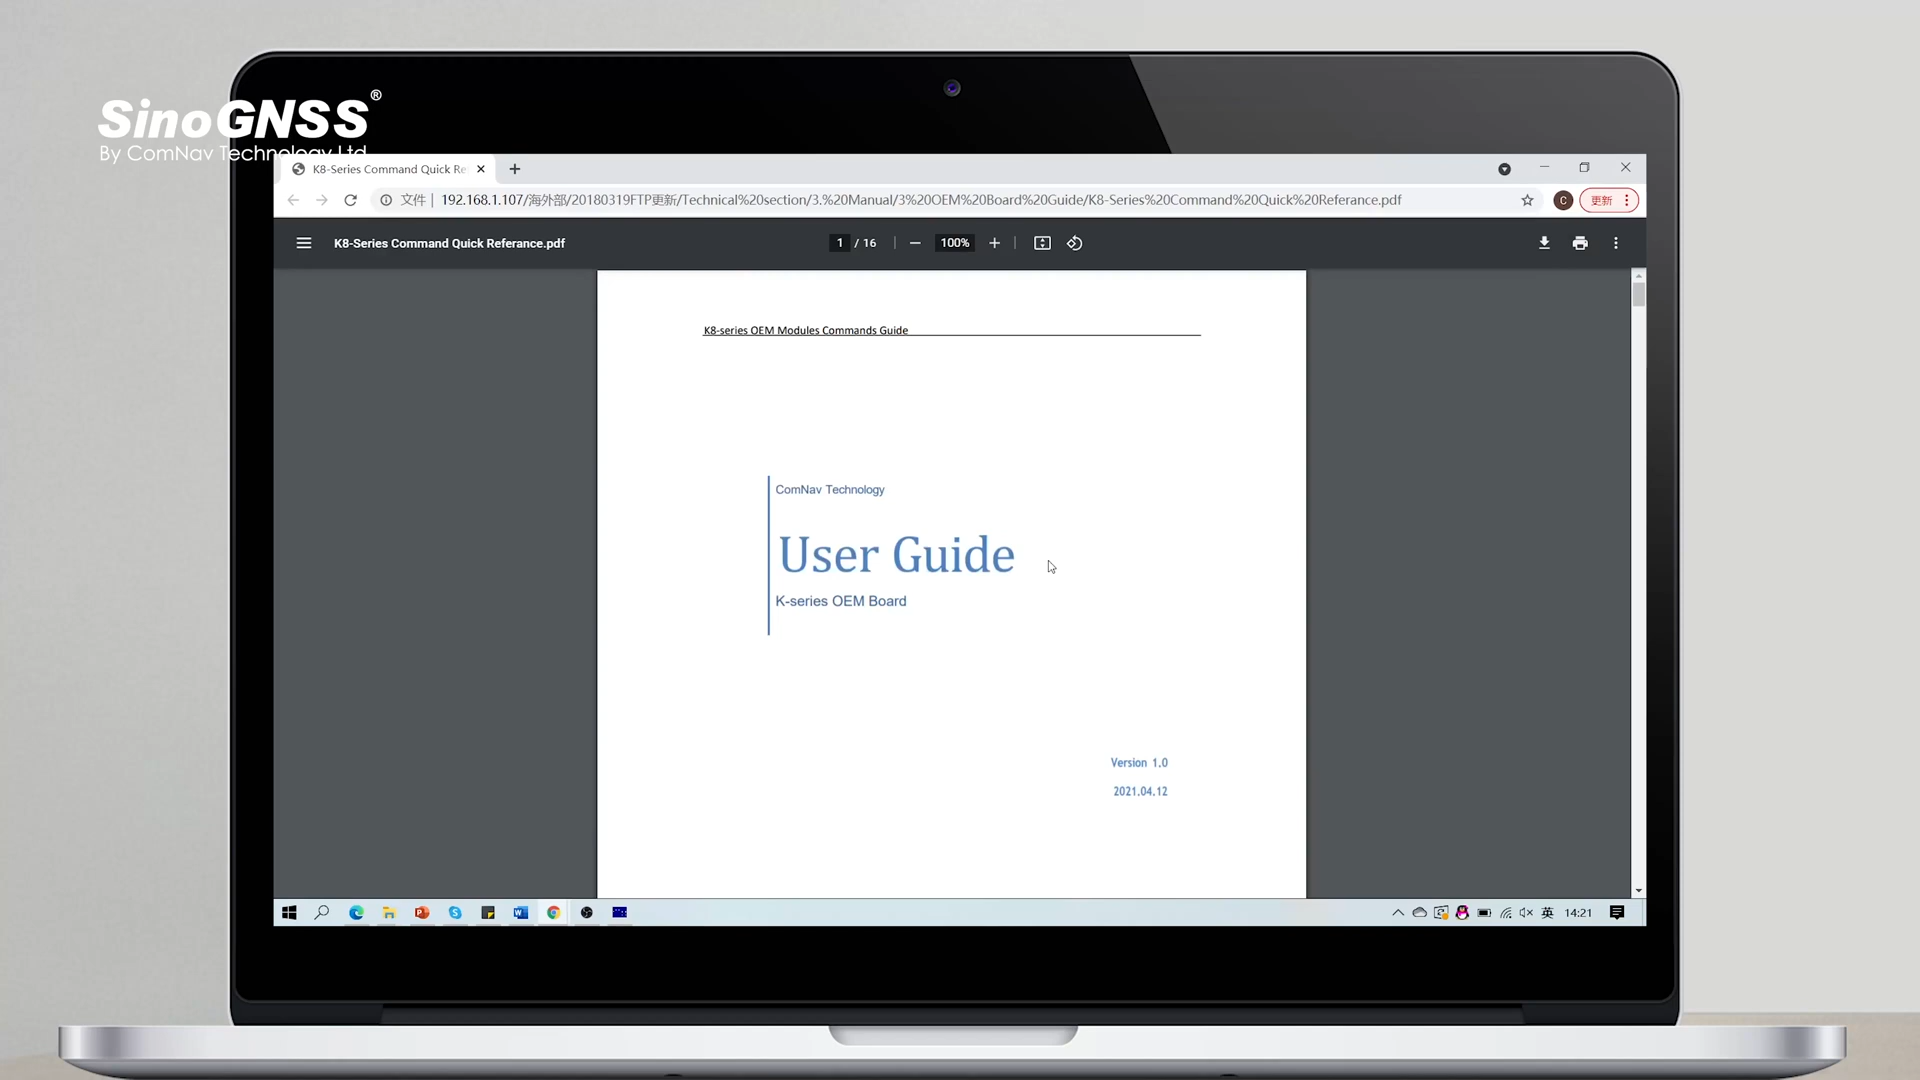 SinoGNSS®
By ComNav Technology Ltd.
K8-Series Command Quick Re
文件 | 192.168.1.107/海外部/20180319FTP更新/Technical%20section/3.%20Manual/3%20OEM%20Board%20Guide/K8-Series%20Command%20Quick%20Referance.pdf
C
更新
K8-Series Command Quick Referance.pdf
1 / 16
100%
K8-series OEM Modules Commands Guide
ComNav Technology
User Guide
K-series OEM Board
Version 1.0
2021.04.12
英
14:21